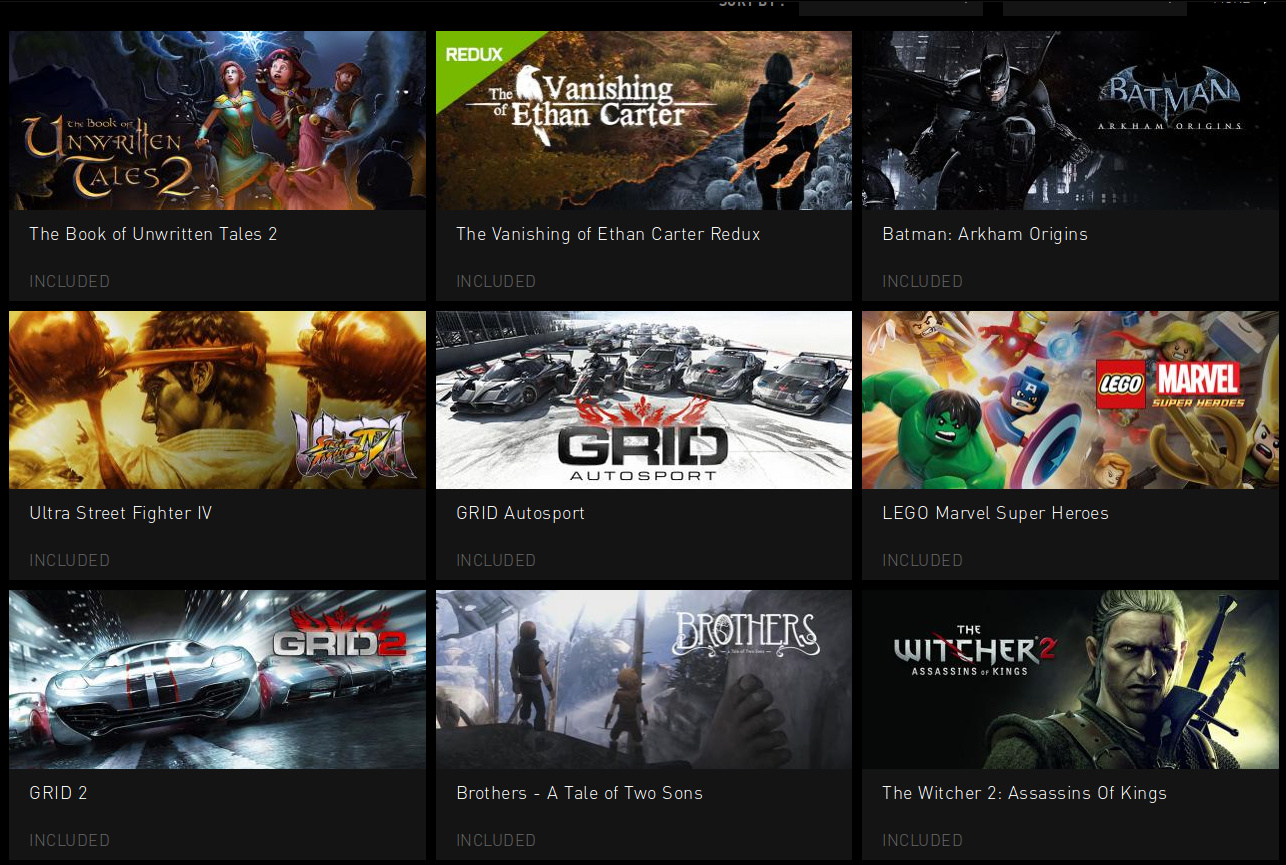 SORT BY :
MORE
REDUX
The Book of
Unwritten
Tales 2
The Vanishing
of Ethan Carter
BATMAN
ARKHAM ORIGINS
The Book of Unwritten Tales 2
The Vanishing of Ethan Carter Redux
Batman: Arkham Origins
INCLUDED
INCLUDED
INCLUDED
ULTRA
STREET
FIGHTER IV
GRID
AUTOSPORT
LEGO MARVEL
SUPER HEROES
Ultra Street Fighter IV
GRID Autosport
LEGO Marvel Super Heroes
INCLUDED
INCLUDED
INCLUDED
GRID2
BROTHERS
a Tale of Two Sons
THE
WITCHER 2
ASSASSINS OF KINGS
GRID 2
Brothers - A Tale of Two Sons
The Witcher 2: Assassins Of Kings
INCLUDED
INCLUDED
INCLUDED